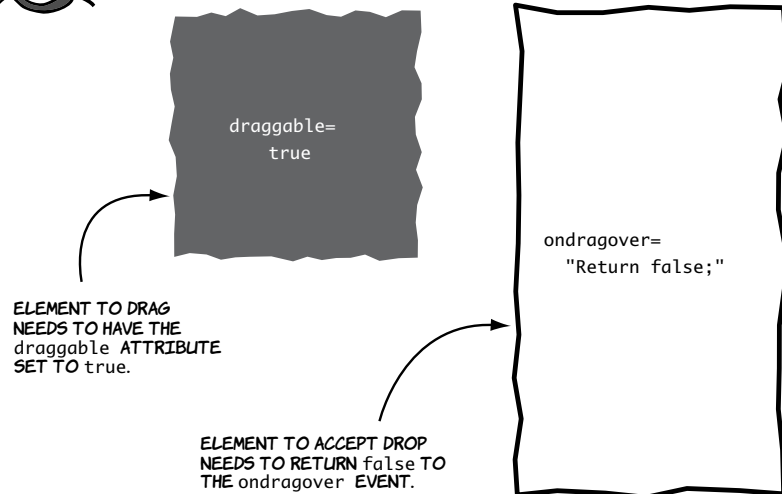 draggable=
true
ELEMENT TO DRAG
NEEDS TO HAVE THE
draggable ATTRIBUTE
SET TO true.
ondragover=
"Return false;"
ELEMENT TO ACCEPT DROP
NEEDS TO RETURN false TO
THE ondragover EVENT.